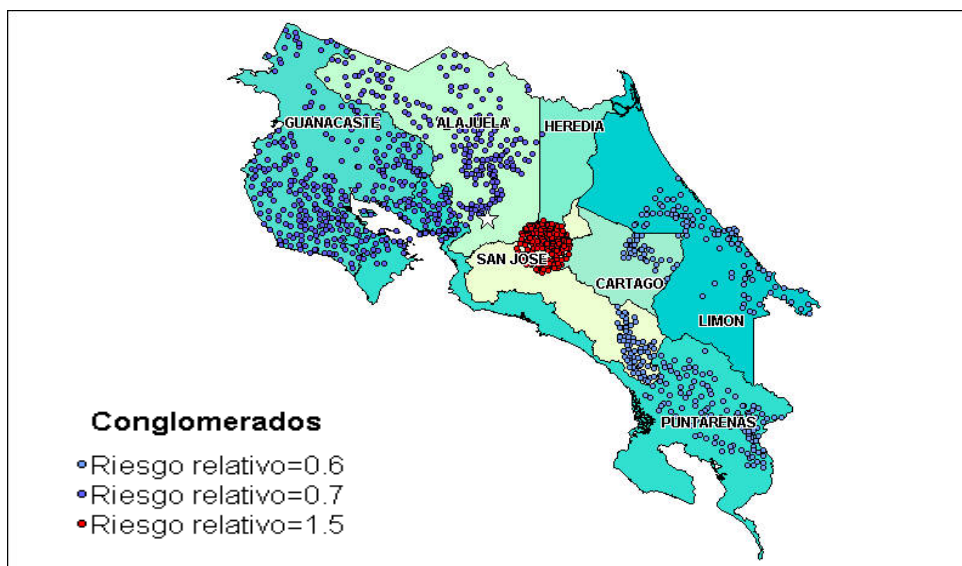 GUANACASTE
ALAJUELA
HEREDIA
SAN JOSE
CARTAGO
LIMON
PUNTARENAS
Conglomerados
Riesgo relativo=0.6
Riesgo relativo=0.7
Riesgo relativo=1.5